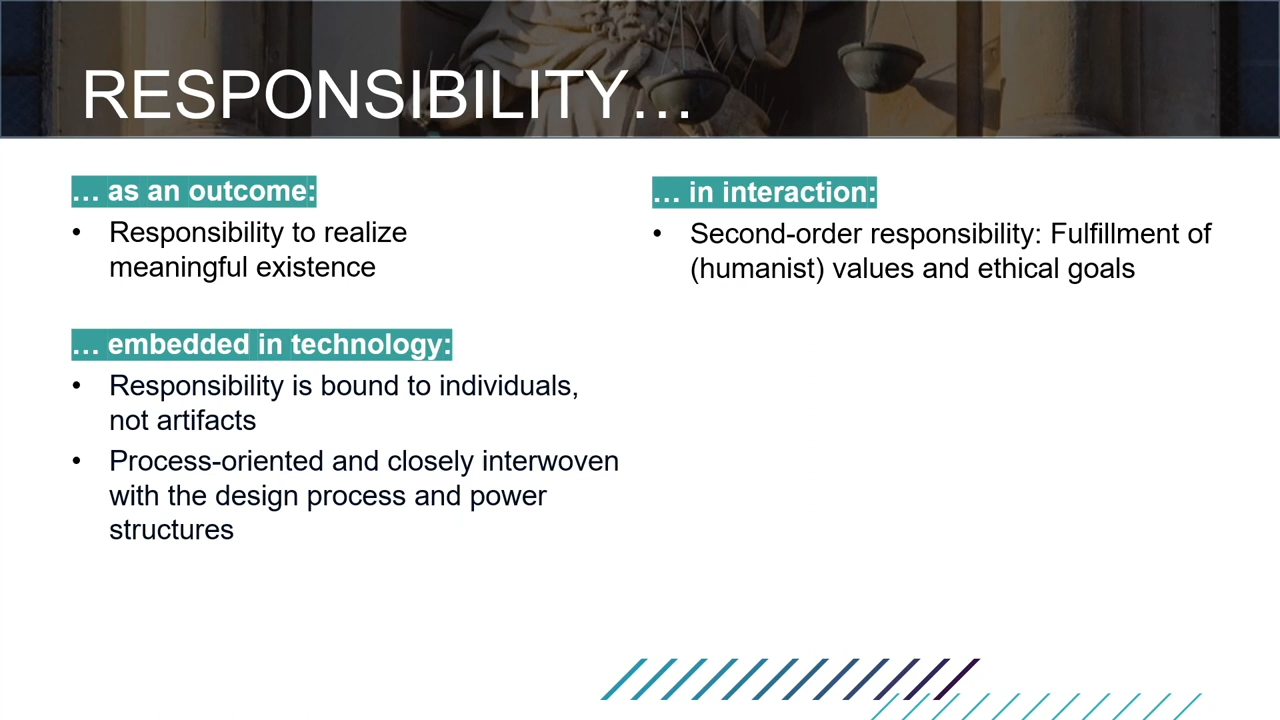 RESPONSIBILITY…
… as an outcome:
• Responsibility to realize
meaningful existence
… embedded in technology:
• Responsibility is bound to individuals,
not artifacts
• Process-oriented and closely interwoven
with the design process and power
structures
… in interaction:
• Second-order responsibility: Fulfillment of
(humanist) values and ethical goals